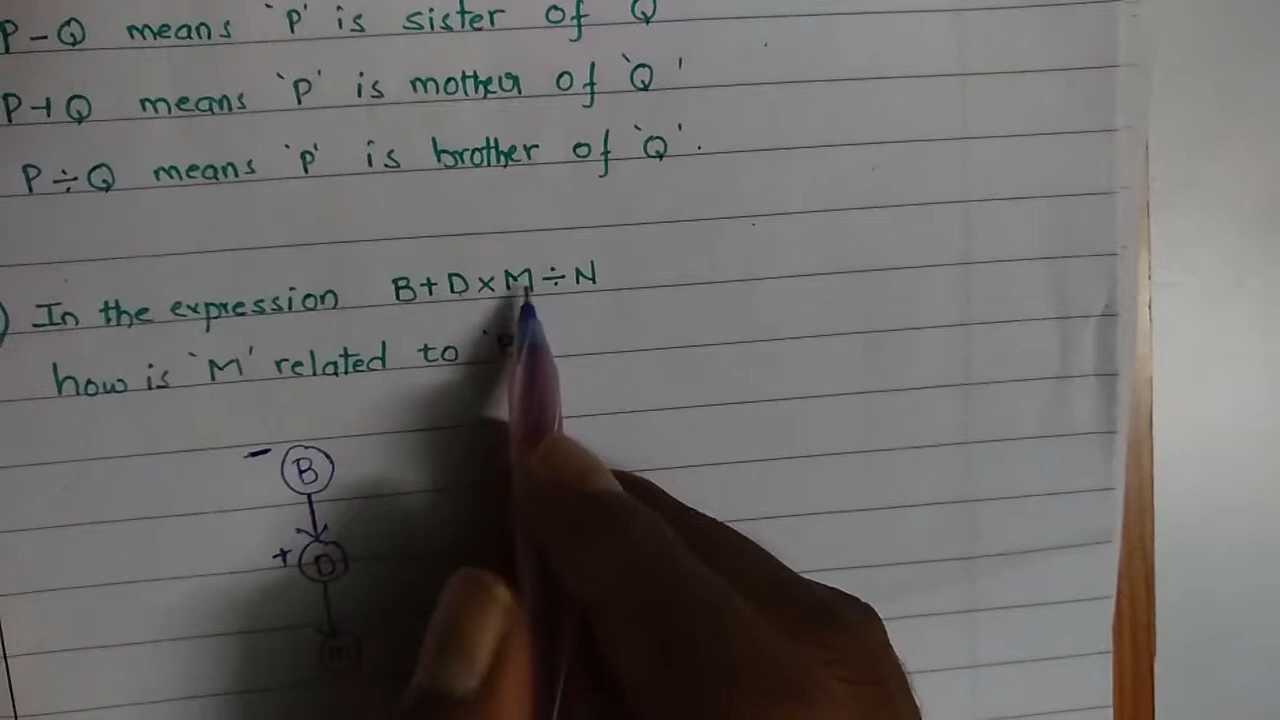 P - Q means 'P' is sister of Q
P + Q means 'P' is mother of 'Q'
P ÷ Q means 'P' is brother of 'Q'.
) In the expression B + D × M ÷ N
how is 'M' related to
- B
+ D